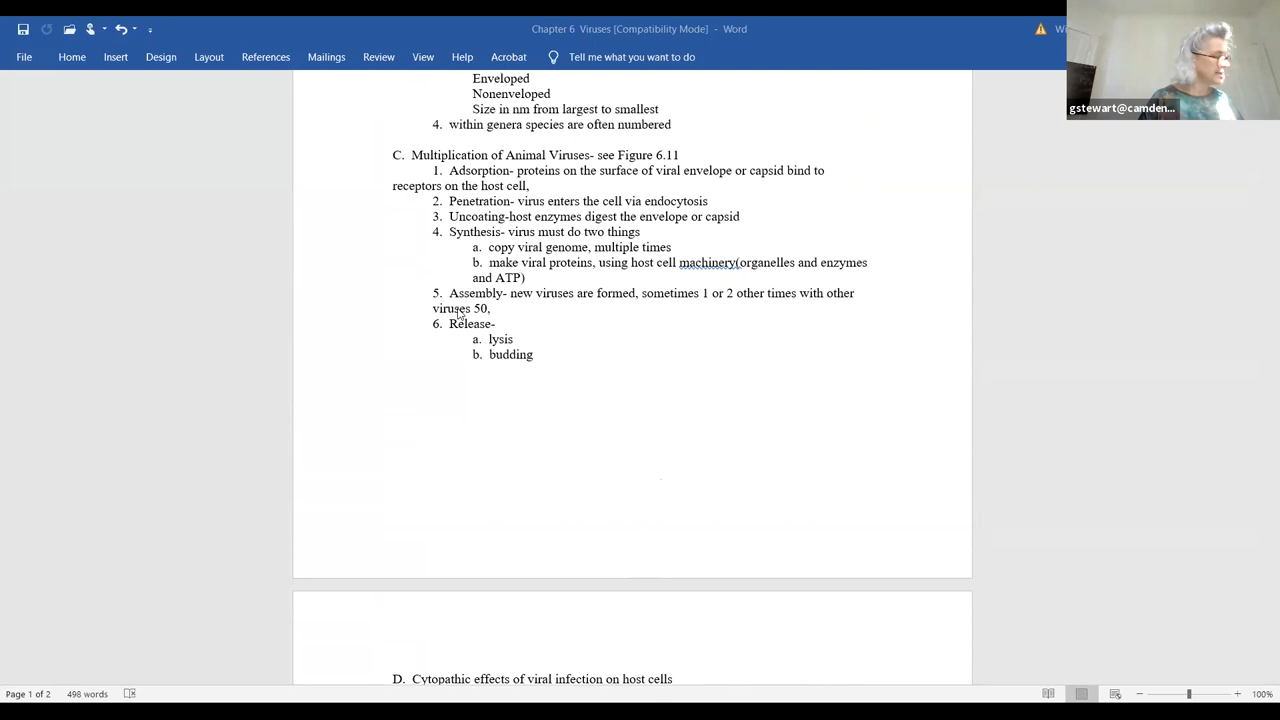 Chapter 6 Viruses [Compatibility Mode] - Word
File Home Insert Design Layout References Mailings Review View Help Acrobat Tell me what you want to do
gstewart@camden...
Enveloped
Nonenveloped
Size in nm from largest to smallest
4. within genera species are often numbered
C. Multiplication of Animal Viruses- see Figure 6.11
1. Adsorption- proteins on the surface of viral envelope or capsid bind to
receptors on the host cell,
2. Penetration- virus enters the cell via endocytosis
3. Uncoating-host enzymes digest the envelope or capsid
4. Synthesis- virus must do two things
a. copy viral genome, multiple times
b. make viral proteins, using host cell machinery(organelles and enzymes
and ATP)
5. Assembly- new viruses are formed, sometimes 1 or 2 other times with other
viruses 50,
6. Release-
a. lysis
b. budding
D. Cytopathic effects of viral infection on host cells
Page 1 of 2 498 words 100%